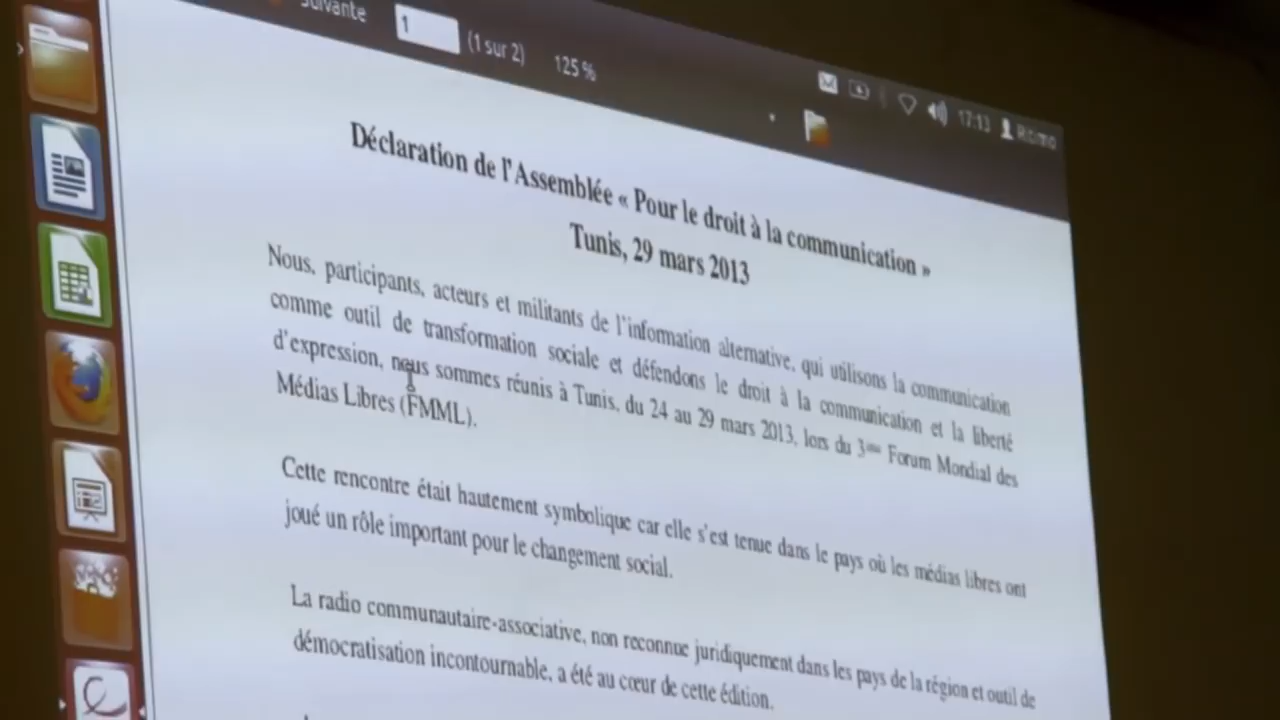 Suivante 1 (1 sur 2) 125 %
17:13
Déclaration de l'Assemblée « Pour le droit à la communication »
Tunis, 29 mars 2013
Nous, participants, acteurs et militants de l'information alternative, qui utilisons la communication
comme outil de transformation sociale et défendons le droit à la communication et la liberté
d'expression, nous sommes réunis à Tunis, du 24 au 29 mars 2013, lors du 3ème Forum Mondial des
Médias Libres (FMML).
Cette rencontre était hautement symbolique car elle s'est tenue dans le pays où les médias libres ont
joué un rôle important pour le changement social.
La radio communautaire-associative, non reconnue juridiquement dans les pays de la région et outil de
démocratisation incontournable, a été au cœur de cette édition.